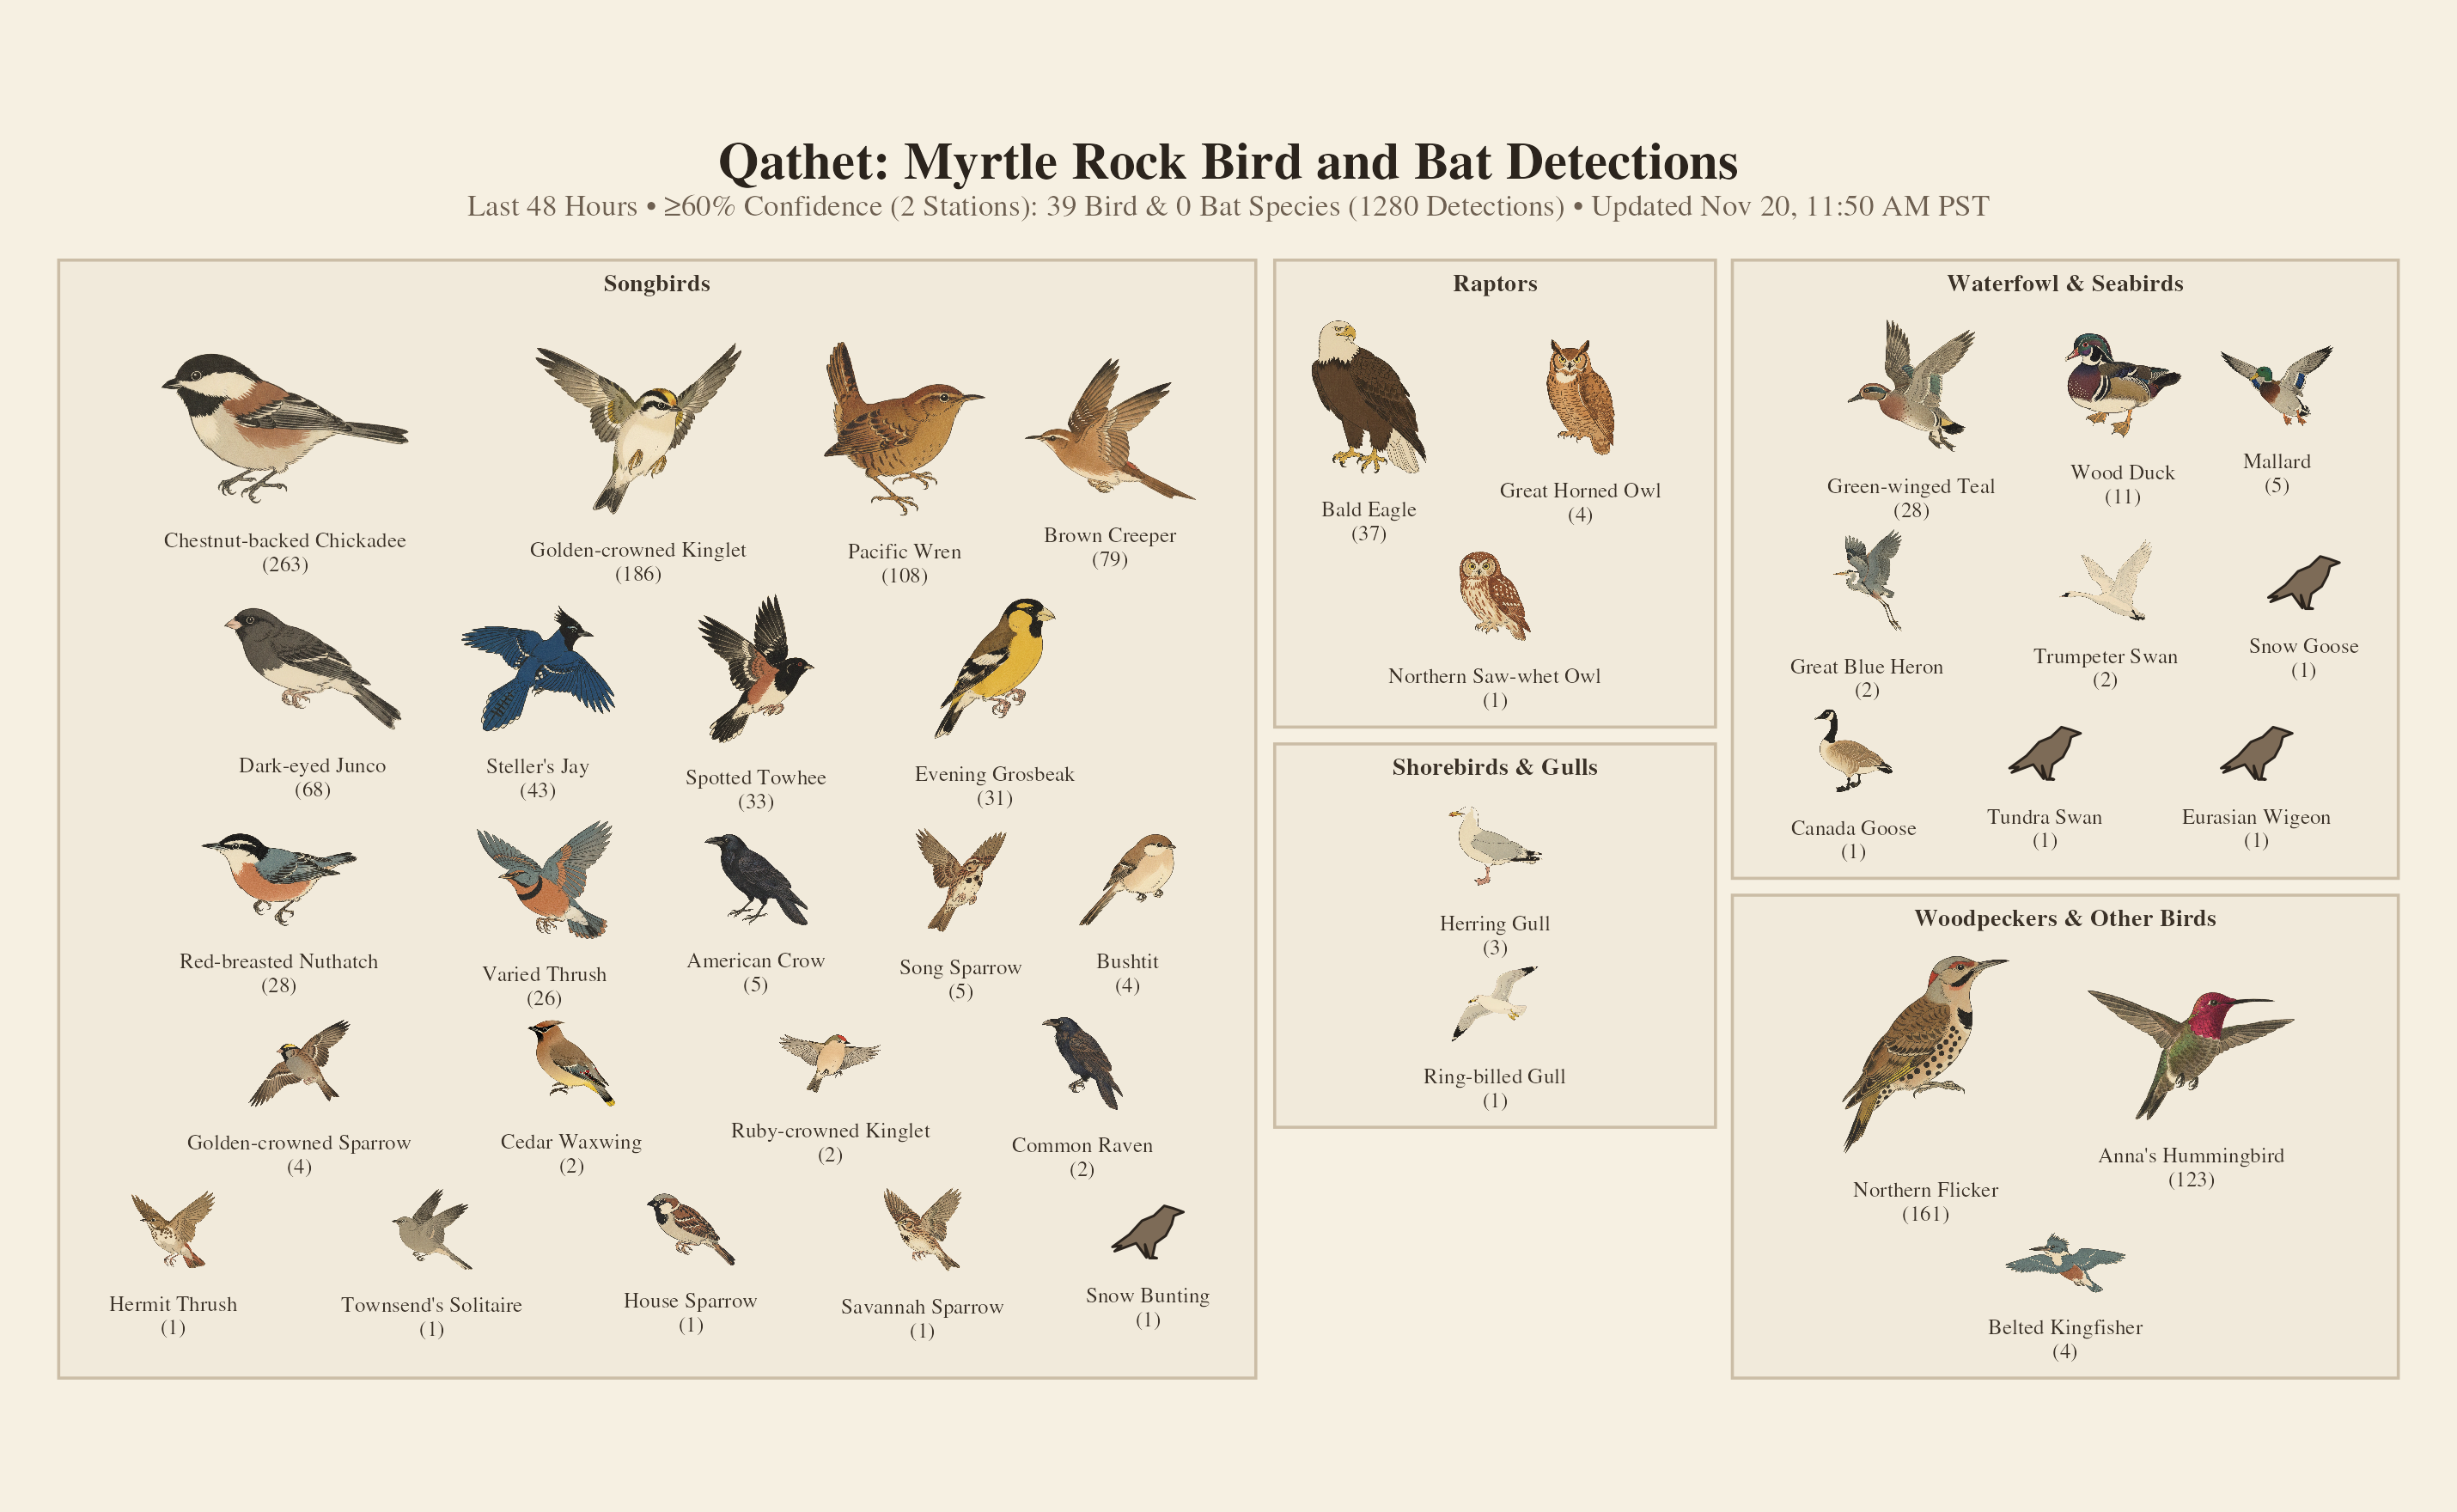 Qathet: Myrtle Rock Bird and Bat Detections
Last 48 Hours • ≥60% Confidence (2 Stations): 39 Bird & 0 Bat Species (1280 Detections) • Updated Nov 20, 11:50 AM PST
Songbirds
Chestnut-backed Chickadee
(263)
Golden-crowned Kinglet
(186)
Pacific Wren
(108)
Brown Creeper
(79)
Dark-eyed Junco
(68)
Steller's Jay
(43)
Spotted Towhee
(33)
Evening Grosbeak
(31)
Red-breasted Nuthatch
(28)
Varied Thrush
(26)
American Crow
(5)
Song Sparrow
(5)
Bushtit
(4)
Golden-crowned Sparrow
(4)
Cedar Waxwing
(2)
Ruby-crowned Kinglet
(2)
Common Raven
(2)
Hermit Thrush
(1)
Townsend's Solitaire
(1)
House Sparrow
(1)
Savannah Sparrow
(1)
Snow Bunting
(1)
Raptors
Bald Eagle
(37)
Great Horned Owl
(4)
Northern Saw-whet Owl
(1)
Shorebirds & Gulls
Herring Gull
(3)
Ring-billed Gull
(1)
Waterfowl & Seabirds
Green-winged Teal
(28)
Wood Duck
(11)
Mallard
(5)
Great Blue Heron
(2)
Trumpeter Swan
(2)
Snow Goose
(1)
Canada Goose
(1)
Tundra Swan
(1)
Eurasian Wigeon
(1)
Woodpeckers & Other Birds
Northern Flicker
(161)
Anna's Hummingbird
(123)
Belted Kingfisher
(4)